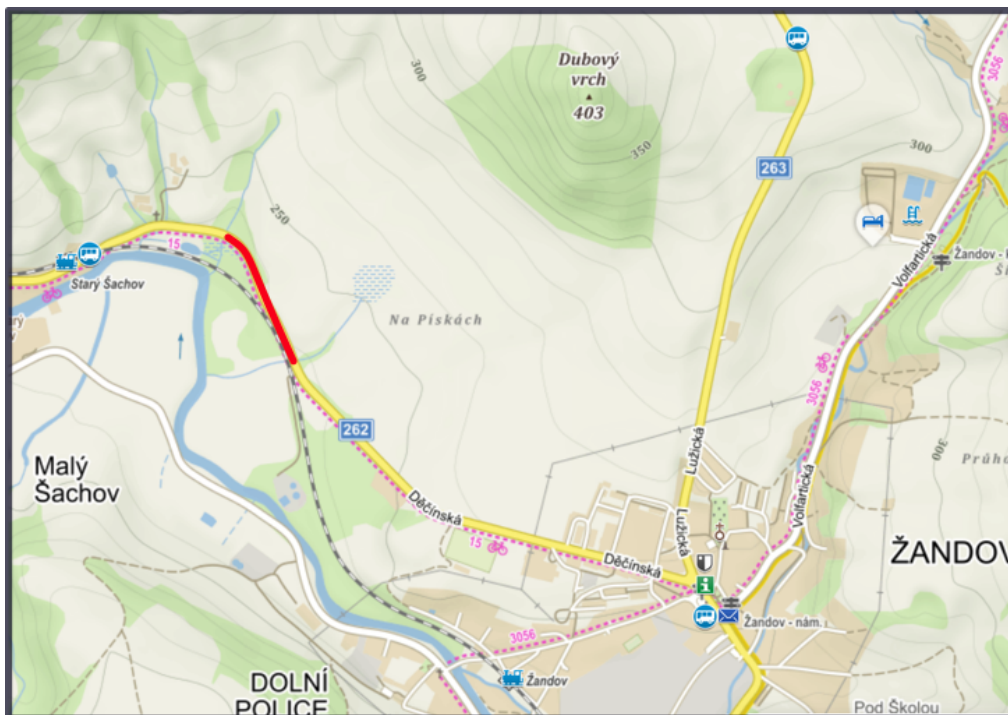 Dubový
vrch
403
300
350
300
250
263
3056
Volfartická
Žandov -
15
Starý Šachov
Na Pískách
3056
262
Lužická
300
Malý
Šachov
Děčínská
Volfartická
Lužická
15
Děčínská
ŽANDOV
3056
Žandov - nám.
DOLNÍ
POLICE
Žandov
Pod Školou